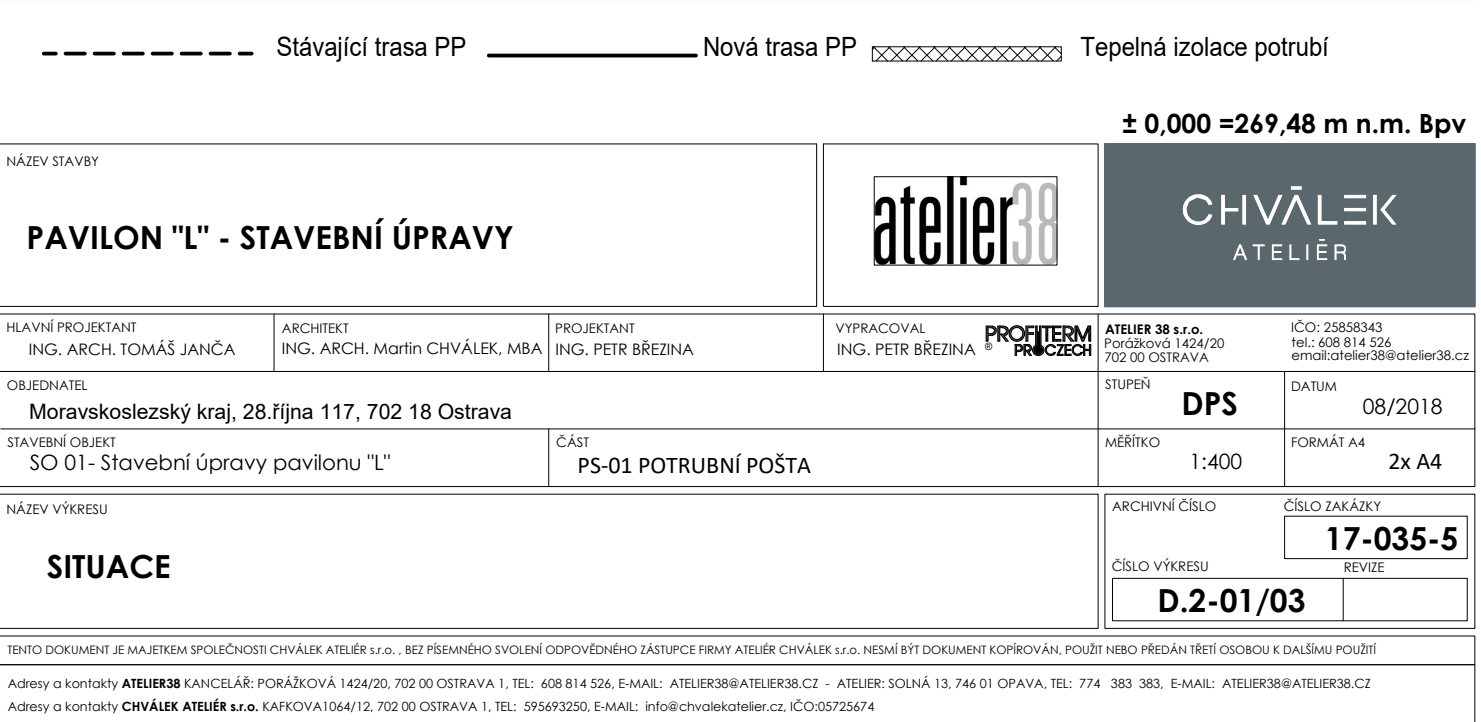 Stávající trasa PP Nová trasa PP Tepelná izolace potrubí
± 0,000 =269,48 m n.m. Bpv
NÁZEV STAVBY
PAVILON "L" - STAVEBNÍ ÚPRAVY
atelier38
CHVĀLEK
ATELIĒR
HLAVNÍ PROJEKTANT
ING. ARCH. TOMÁŠ JANČA
ARCHITEKT
ING. ARCH. Martin CHVÁLEK, MBA
PROJEKTANT
ING. PETR BŘEZINA
VYPRACOVAL
ING. PETR BŘEZINA
PROFITERM
® PROCZECH
ATELIER 38 s.r.o.
Porážková 1424/20
702 00 OSTRAVA
IČO: 25858343
tel.: 608 814 526
email:atelier38@atelier38.cz
OBJEDNATEL
Moravskoslezský kraj, 28.října 117, 702 18 Ostrava
STUPEŇ
DPS
DATUM
08/2018
STAVEBNÍ OBJEKT
SO 01- Stavební úpravy pavilonu "L"
ČÁST
PS-01 POTRUBNÍ POŠTA
MĚŘÍTKO
1:400
FORMÁT A4
2x A4
NÁZEV VÝKRESU
SITUACE
ARCHIVNÍ ČÍSLO
ČÍSLO ZAKÁZKY
17-035-5
ČÍSLO VÝKRESU
REVIZE
D.2-01/03
TENTO DOKUMENT JE MAJETKEM SPOLEČNOSTI CHVÁLEK ATELIÉR s.r.o. , BEZ PÍSEMNÉHO SVOLENÍ ODPOVĚDNÉHO ZÁSTUPCE FIRMY ATELIÉR CHVÁLEK s.r.o. NESMÍ BÝT DOKUMENT KOPÍROVÁN, POUŽIT NEBO PŘEDÁN TŘETÍ OSOBOU K DALŠÍMU POUŽITÍ
Adresy a kontakty ATELIER38 KANCELÁŘ: PORÁŽKOVÁ 1424/20, 702 00 OSTRAVA 1, TEL: 608 814 526, E-MAIL: ATELIER38@ATELIER38.CZ - ATELIER: SOLNÁ 13, 746 01 OPAVA, TEL: 774 383 383, E-MAIL: ATELIER38@ATELIER38.CZ
Adresy a kontakty CHVÁLEK ATELIÉR s.r.o. KAFKOVA1064/12, 702 00 OSTRAVA 1, TEL: 595693250, E-MAIL: info@chvalekatelier.cz, IČO:05725674